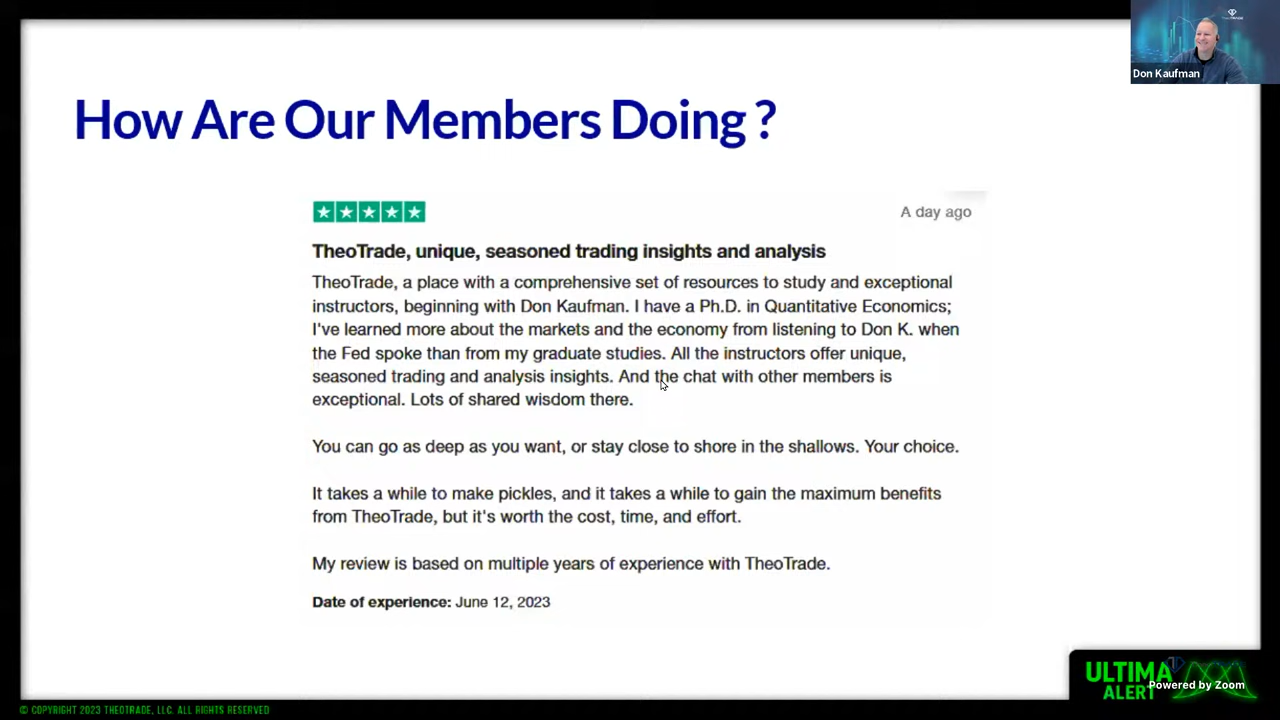 Don Kaufman
How Are Our Members Doing ?
A day ago
TheoTrade, unique, seasoned trading insights and analysis
TheoTrade, a place with a comprehensive set of resources to study and exceptional
instructors, beginning with Don Kaufman. I have a Ph.D. in Quantitative Economics;
I've learned more about the markets and the economy from listening to Don K. when
the Fed spoke than from my graduate studies. All the instructors offer unique,
seasoned trading and analysis insights. And the chat with other members is
exceptional. Lots of shared wisdom there.
You can go as deep as you want, or stay close to shore in the shallows. Your choice.
It takes a while to make pickles, and it takes a while to gain the maximum benefits
from TheoTrade, but it's worth the cost, time, and effort.
My review is based on multiple years of experience with TheoTrade.
Date of experience: June 12, 2023
ULTIMA
ALERT
Powered by Zoom
© COPYRIGHT 2023 THEOTRADE, LLC. ALL RIGHTS RESERVED